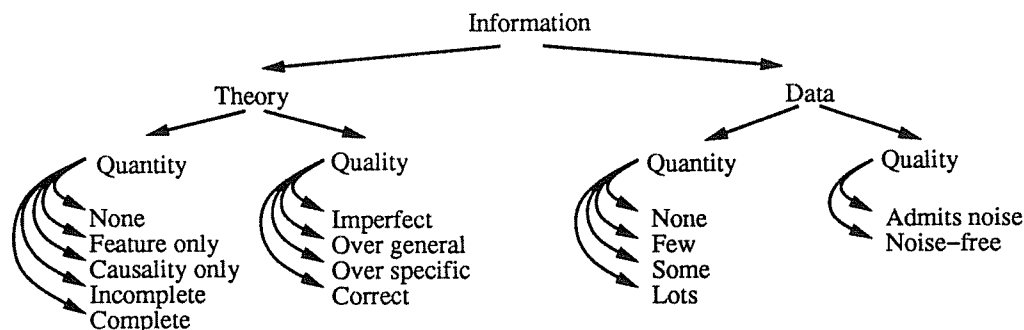 Information
Theory
Data
Quantity
Quality
Quantity
Quality
None
Feature only
Causality only
Incomplete
Complete
Imperfect
Over general
Over specific
Correct
None
Few
Some
Lots
Admits noise
Noise–free